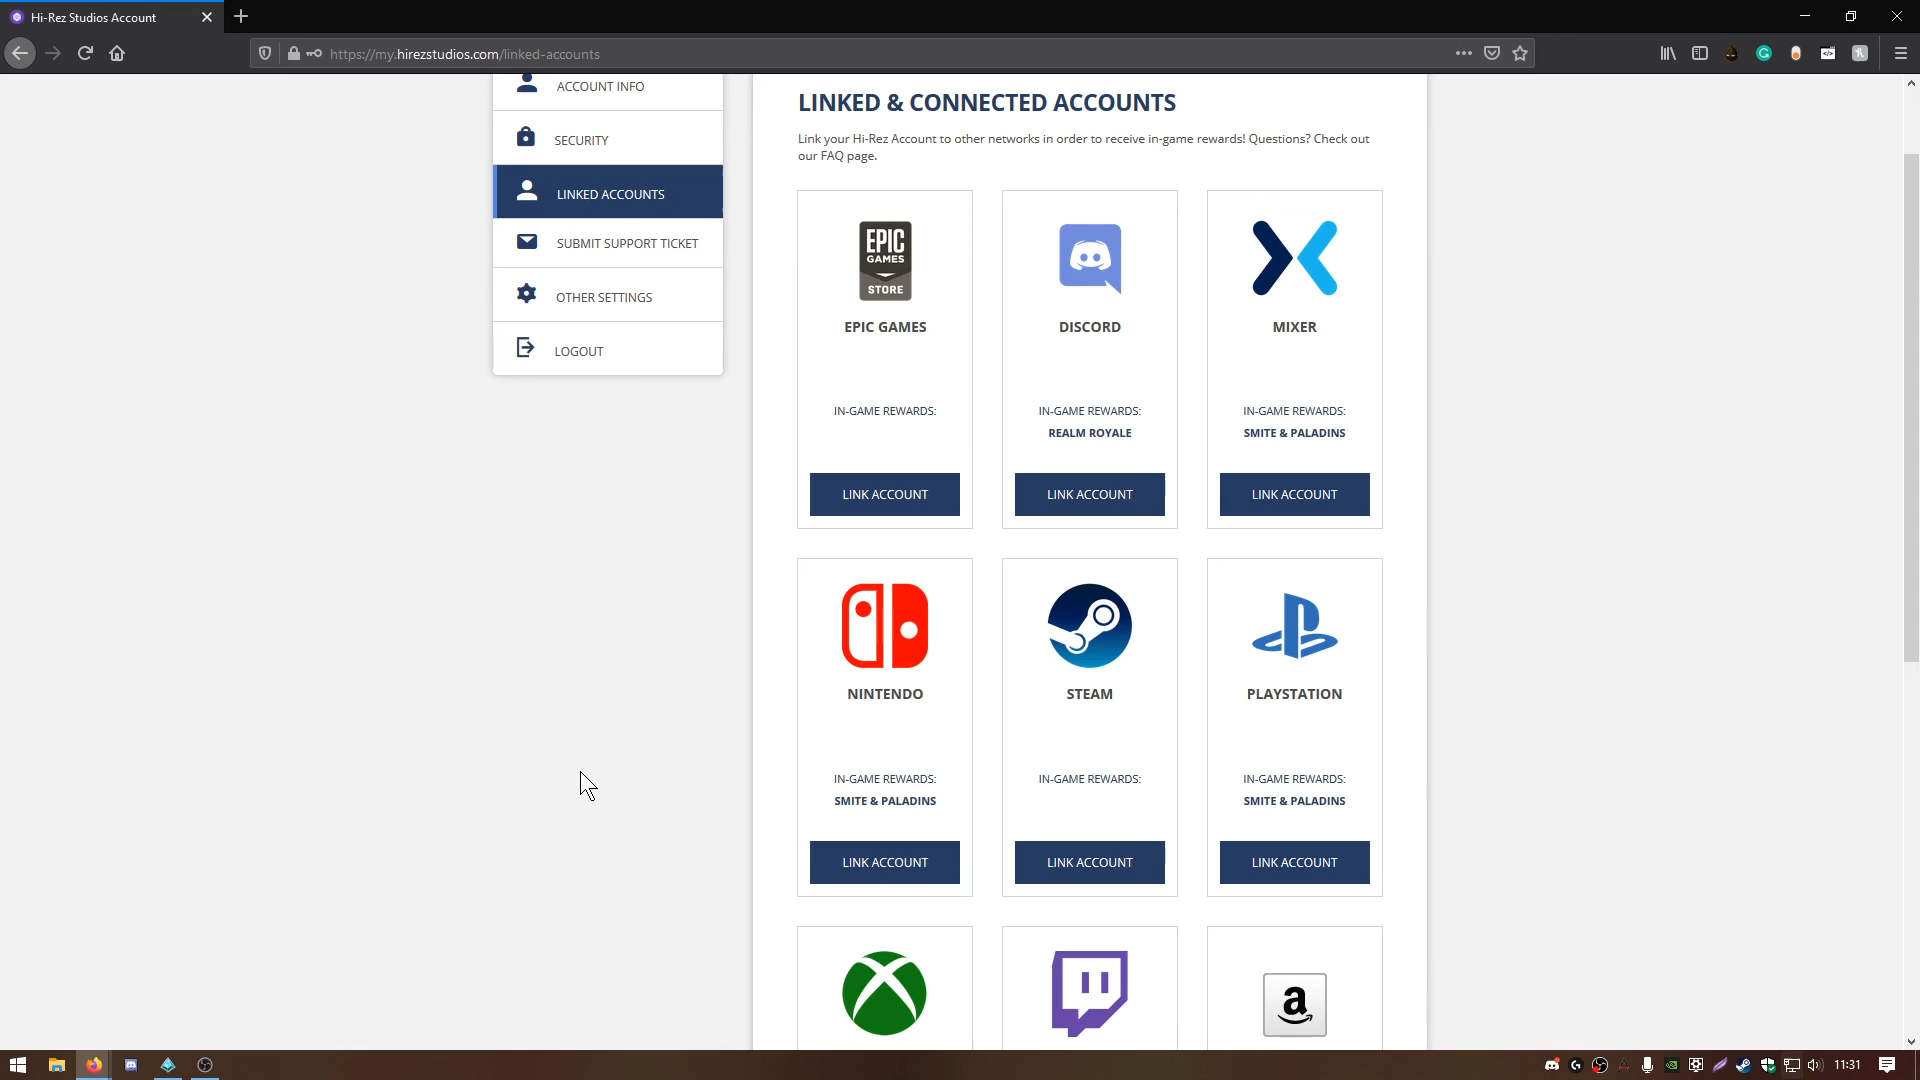 Hi-Rez Studios Account
https://my.hirezstudios.com/linked-accounts
ACCOUNT INFO
SECURITY
LINKED ACCOUNTS
SUBMIT SUPPORT TICKET
OTHER SETTINGS
LOGOUT
LINKED & CONNECTED ACCOUNTS
Link your Hi-Rez Account to other networks in order to receive in-game rewards! Questions? Check out
our FAQ page.
EPIC
GAMES
STORE
EPIC GAMES
IN-GAME REWARDS:
LINK ACCOUNT
DISCORD
IN-GAME REWARDS:
REALM ROYALE
LINK ACCOUNT
MIXER
IN-GAME REWARDS:
SMITE & PALADINS
LINK ACCOUNT
NINTENDO
IN-GAME REWARDS:
SMITE & PALADINS
LINK ACCOUNT
STEAM
IN-GAME REWARDS:
LINK ACCOUNT
PLAYSTATION
IN-GAME REWARDS:
SMITE & PALADINS
LINK ACCOUNT
a
11:31